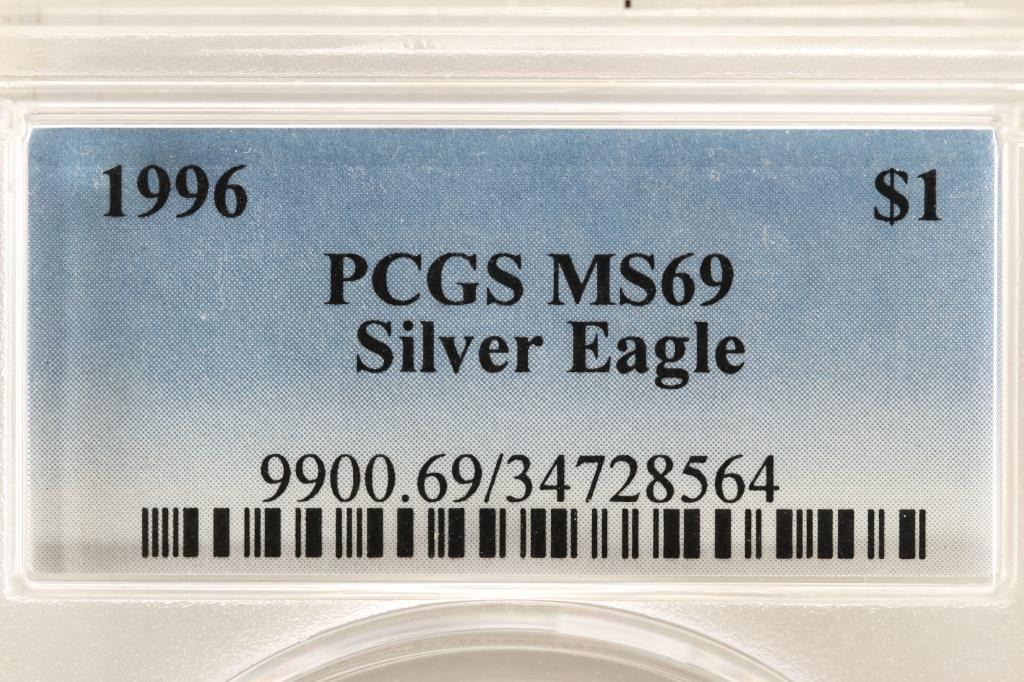 1996 $1
PCGS MS69
Silver Eagle
9900.69/34728564